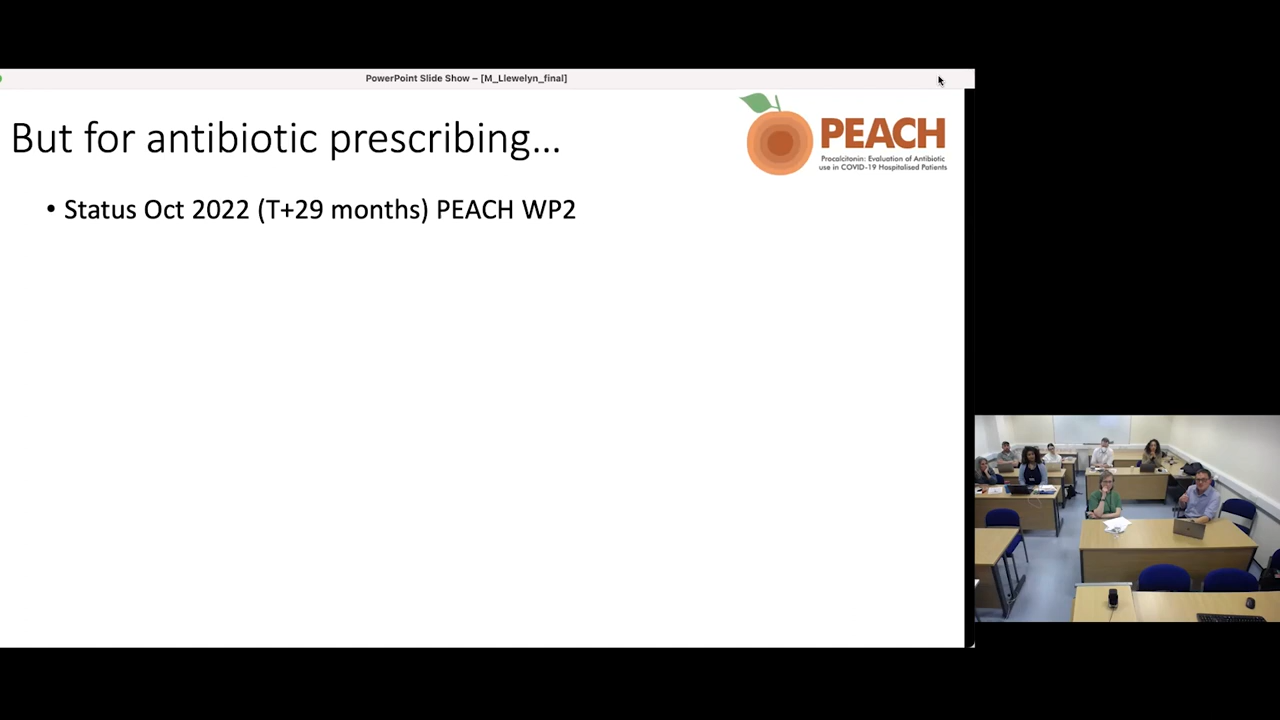 PowerPoint Slide Show – [M_Llewelyn_final]
But for antibiotic prescribing...
PEACH
Procalcitonin: Evaluation of Antibiotic
use in COVID-19 Hospitalised Patients
• Status Oct 2022 (T+29 months) PEACH WP2